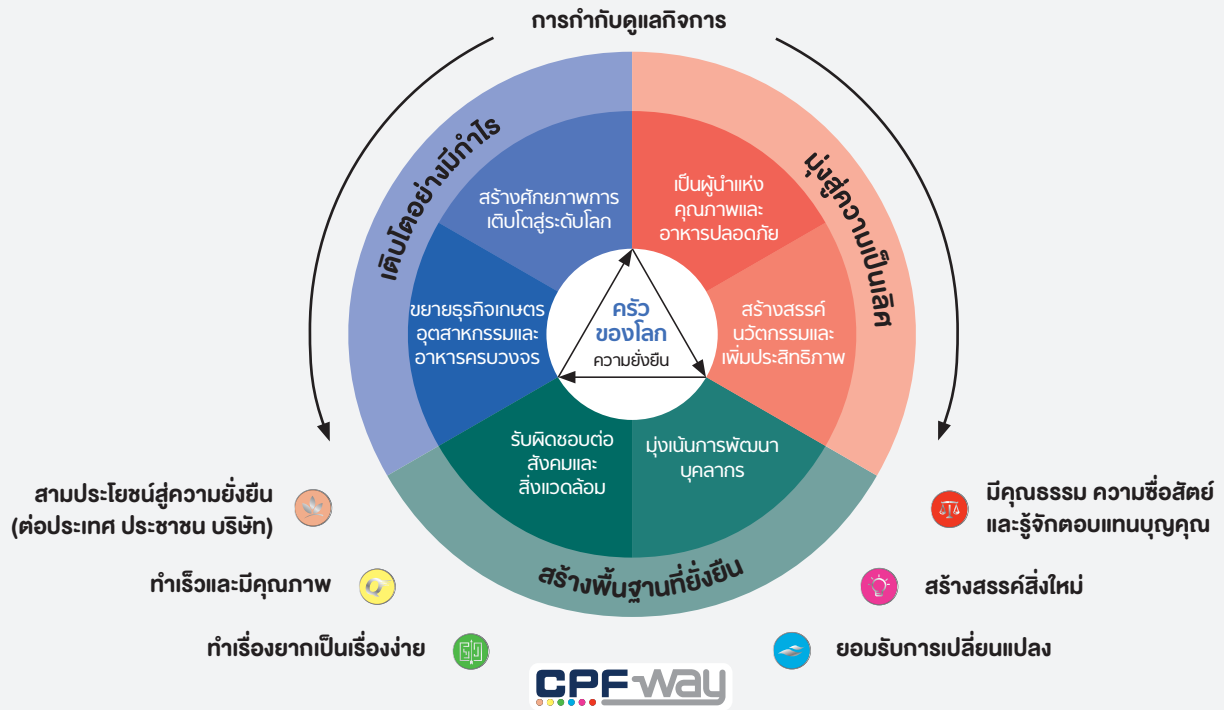 การกำกับดูแลกิจการ
เติบโตอย่างมีกำไร
มุ่งสู่ความเป็นเลิศ
สร้างศักยภาพการ
เติบโตสู่ระดับโลก
เป็นผู้นำแห่ง
คุณภาพและ
อาหารปลอดภัย
ขยายธุรกิจเกษตร
อุตสาหกรรมและ
อาหารครบวงจร
ครัว
ของโลก
ความยั่งยืน
สร้างสรรค์
นวัตกรรมและ
เพิ่มประสิทธิภาพ
รับผิดชอบต่อ
สังคมและ
สิ่งแวดล้อม
มุ่งเน้นการพัฒนา
บุคลากร
สร้างพื้นฐานที่ยั่งยืน
สามประโยชน์สู่ความยั่งยืน
(ต่อประเทศ ประชาชน บริษัท)
ทำเร็วและมีคุณภาพ
ทำเรื่องยากเป็นเรื่องง่าย
มีคุณธรรม ความซื่อสัตย์
และรู้จักตอบแทนบุญคุณ
สร้างสรรค์สิ่งใหม่
ยอมรับการเปลี่ยนแปลง
CPF way